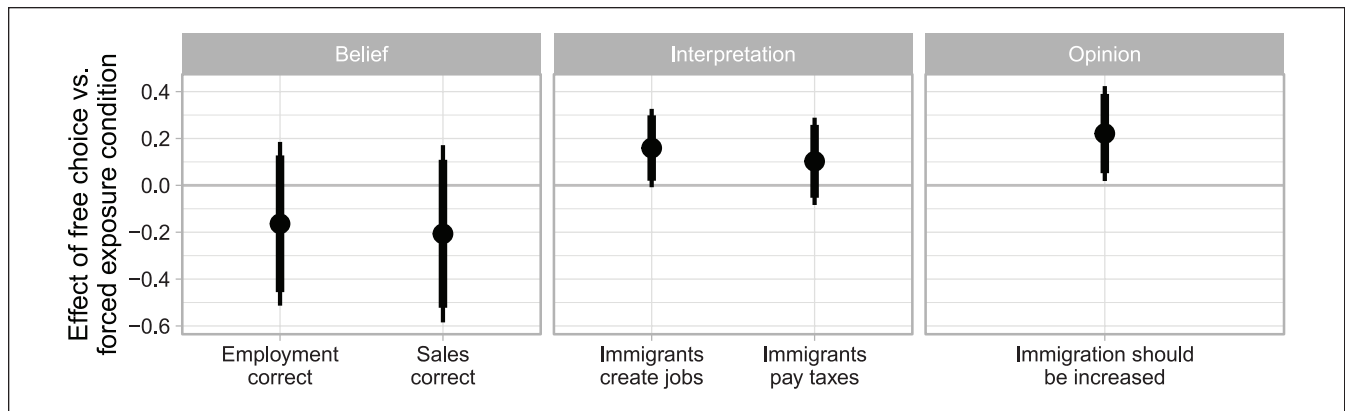 Effect of free choice vs.
forced exposure condition
Belief
Interpretation
Opinion
0.4
0.2
0.0
−0.2
−0.4
−0.6
Employment
correct
Sales
correct
Immigrants
create jobs
Immigrants
pay taxes
Immigration should
be increased